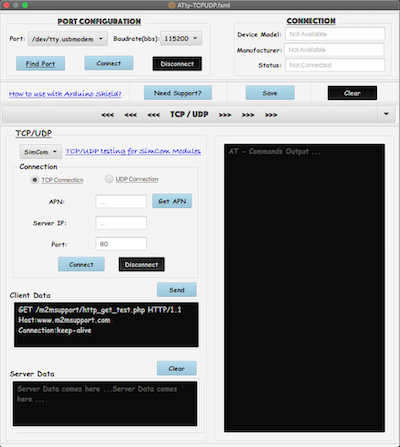 ATty-TCPUDP.fxml
PORT CONFIGURATION
Port: /dev/tty.usbmodem Baudrate(bbs): 115200
Find Port Connect Disconnect
CONNECTION
Device Model: Not Available
Manufacturer: Not Available
Status: Not Connected
How to use with Arduino Shield? Need Support? Save Clear
<<< <<< <<< TCP / UDP >>> >>> >>>
TCP/UDP
SimCom TCP/UDP testing for SimCom Modules
Connection
TCP Connection UDP Connection
APN: ... Get APN
Server IP: ...
Port: 80
Connect Disconnect
Client Data Send
GET /m2msupport/http_get_test.php HTTP/1.1
Host:www.m2msupport.com
Connection:keep-alive
Server Data Clear
Server Data comes here ...Server Data comes
here ...
AT - Commands Output ...